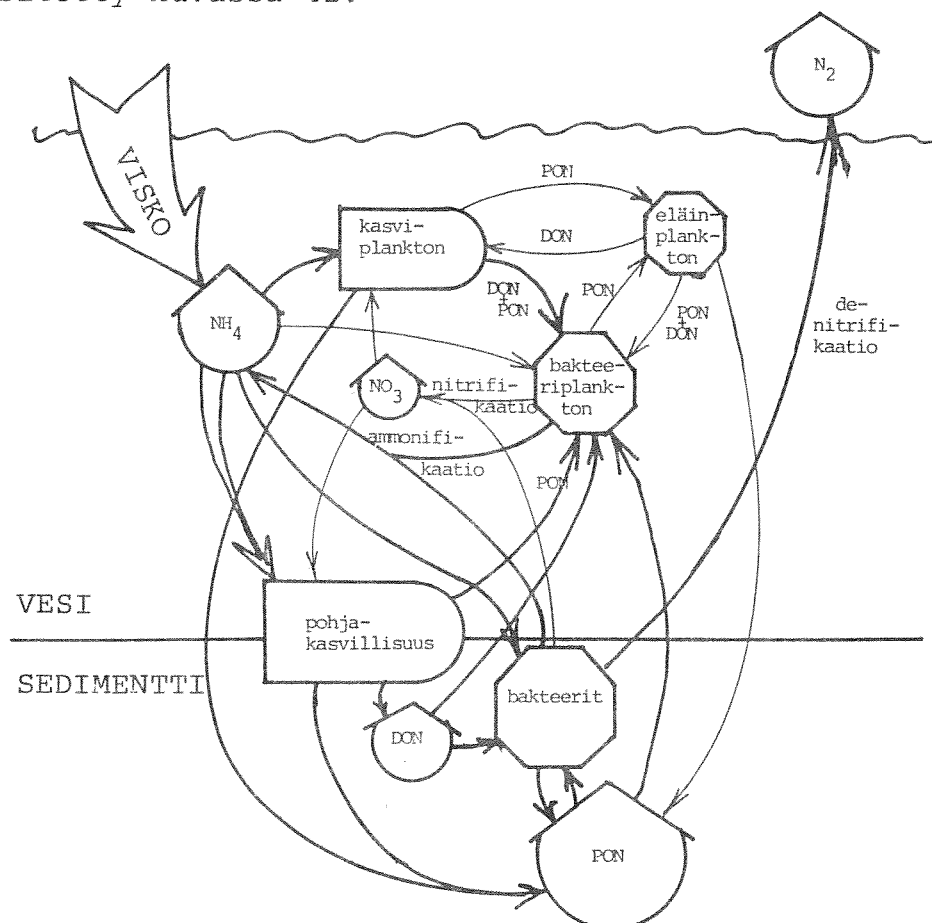 N2
VISKO
PON
kasvi-
plankton
eläin-
plank-
ton
DON
DON
+
PON
PON
PON
+
DON
de-
nitrifi-
kaatio
NH4
NO3
nitrifi-
kaatio
baktee-
riplank-
ton
ammonifi-
kaatio
PON
VESI
pohja-
kasvillisuus
SEDIMENTTI
bakteerit
DON
PON